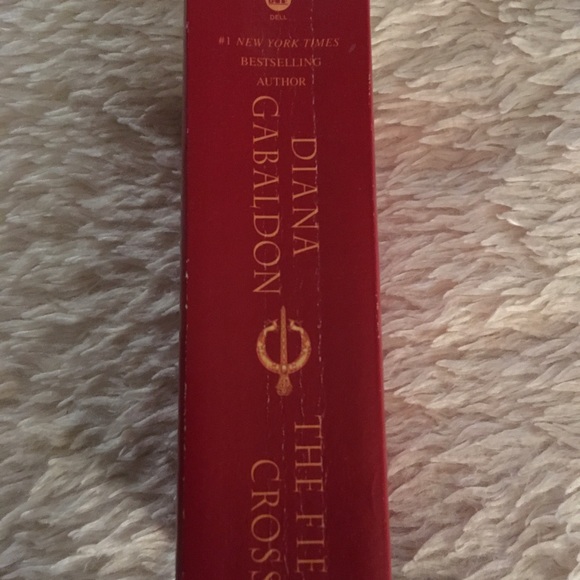 DELL
#1 NEW YORK TIMES
BESTSELLING
AUTHOR
DIANA
GABALDON
THE FIE
CROSS